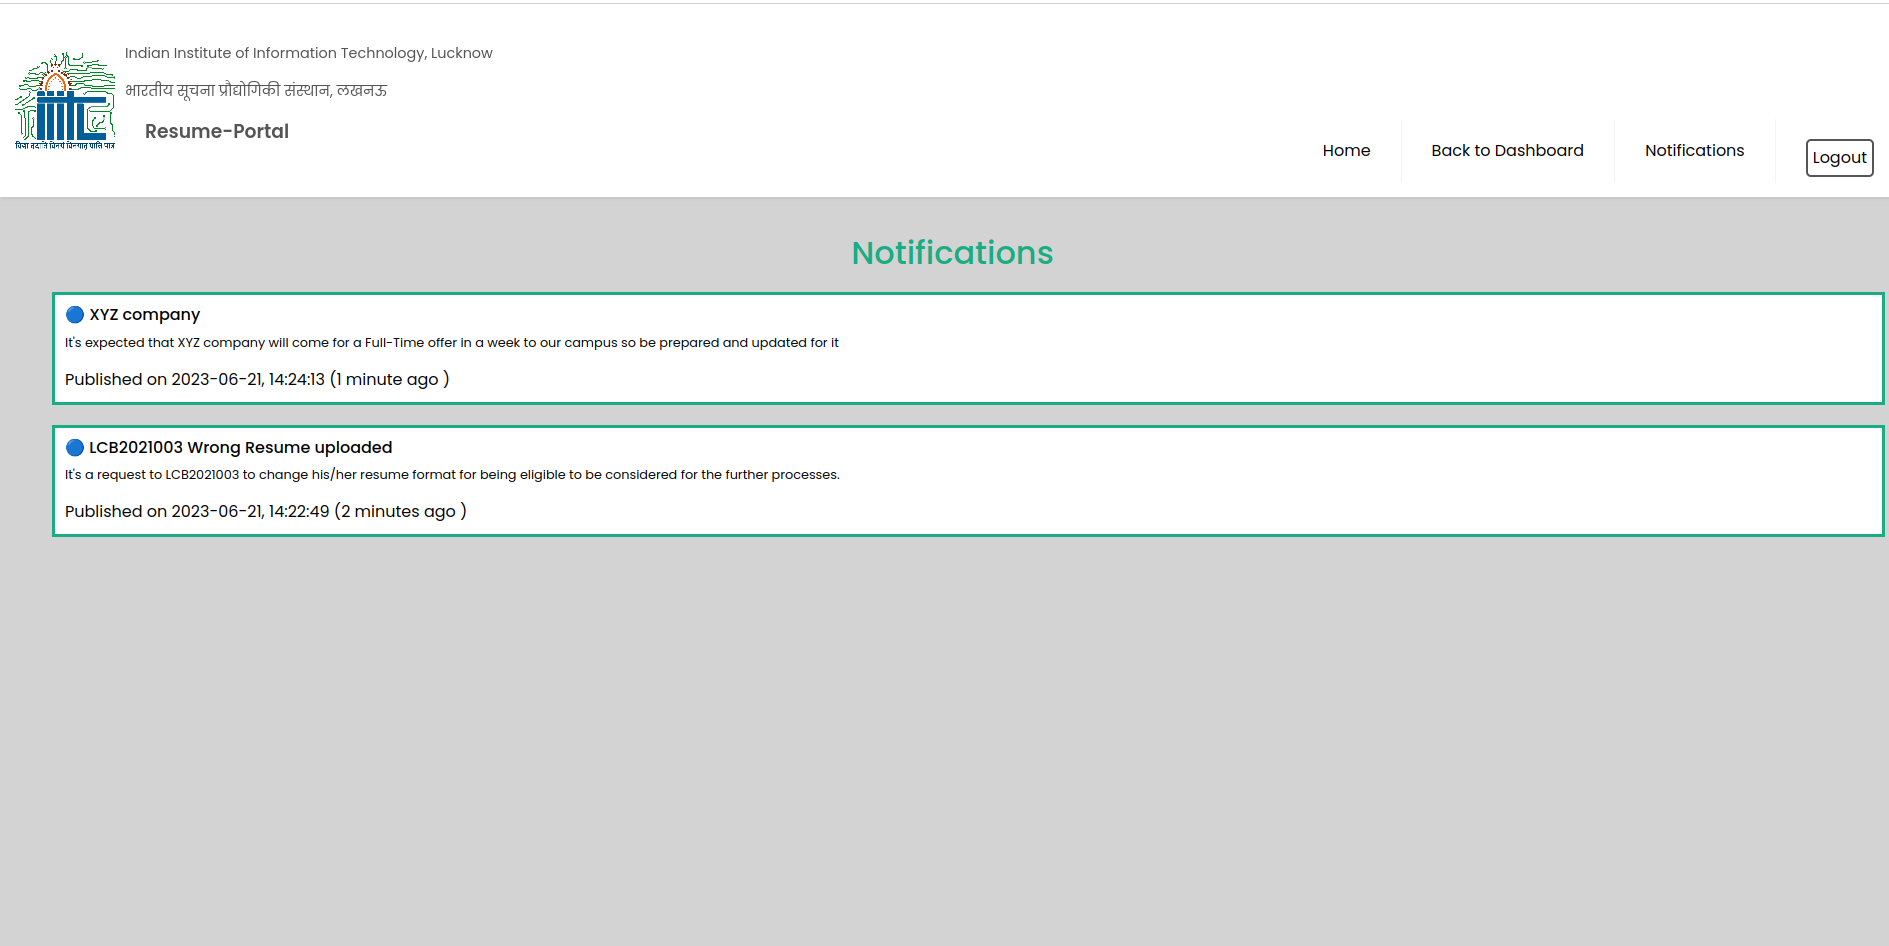 Indian Institute of Information Technology, Lucknow
भारतीय सूचना प्रौद्योगिकी संस्थान, लखनऊ
Resume-Portal
Home
Back to Dashboard
Notifications
Logout
Notifications
XYZ company
It's expected that XYZ company will come for a Full-Time offer in a week to our campus so be prepared and updated for it
Published on 2023-06-21, 14:24:13 (1 minute ago )
LCB2021003 Wrong Resume uploaded
It's a request to LCB2021003 to change his/her resume format for being eligible to be considered for the further processes.
Published on 2023-06-21, 14:22:49 (2 minutes ago )